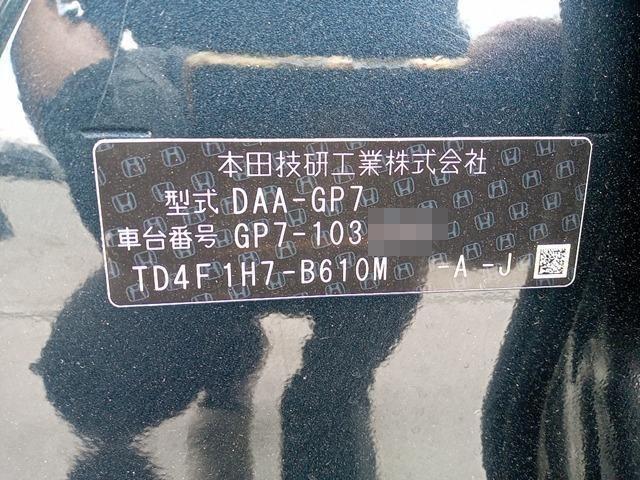 本田技研工業株式会社
型式 DAA-GP7
車台番号 GP7-103
TD4F1H7-B610M -A-J